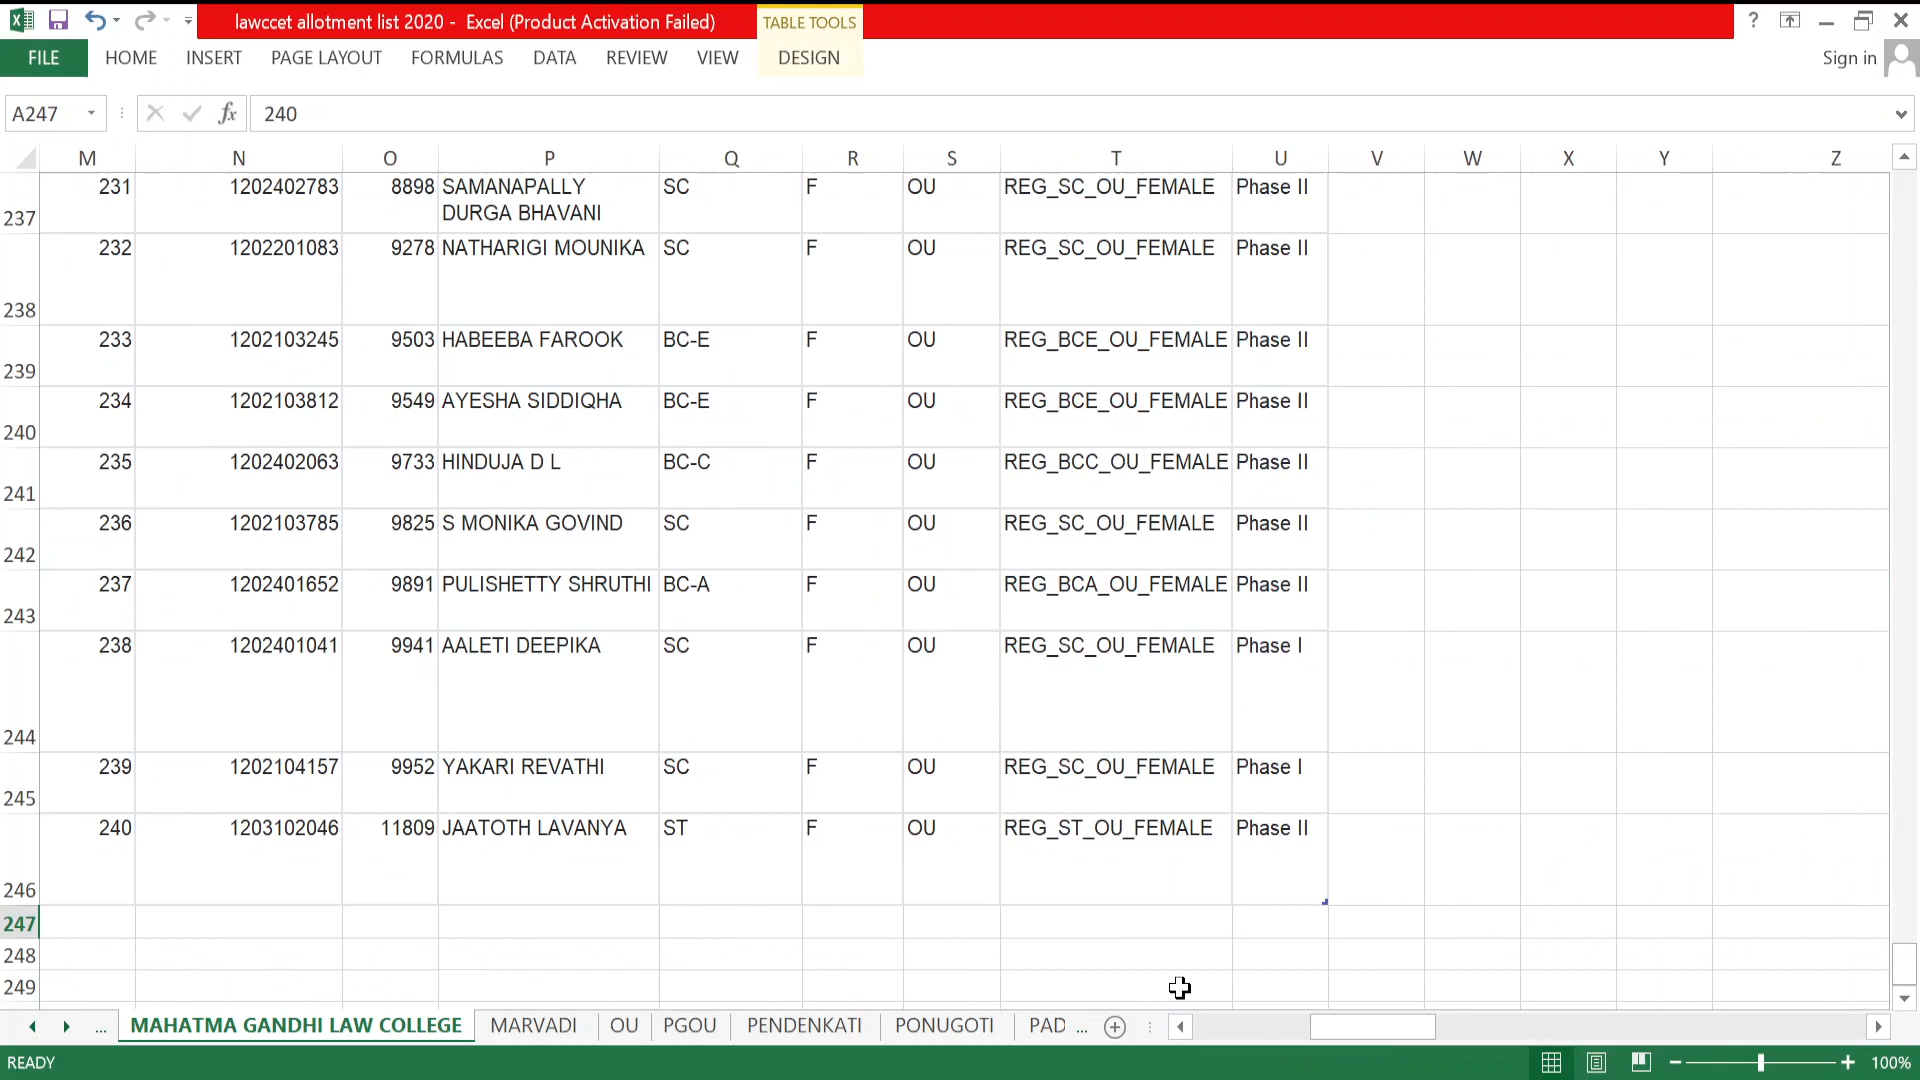 lawccet allotment list 2020 - Excel (Product Activation Failed)
TABLE TOOLS
?
FILE HOME INSERT PAGE LAYOUT FORMULAS DATA REVIEW VIEW DESIGN Sign in
A247 fx 240
M N O P Q R S T U V W X Y Z
237 231 1202402783 8898 SAMANAPALLY SC F OU REG_SC_OU_FEMALE Phase II
DURGA BHAVANI
238 232 1202201083 9278 NATHARIGI MOUNIKA SC F OU REG_SC_OU_FEMALE Phase II
239 233 1202103245 9503 HABEEBA FAROOK BC-E F OU REG_BCE_OU_FEMALE Phase II
240 234 1202103812 9549 AYESHA SIDDIQHA BC-E F OU REG_BCE_OU_FEMALE Phase II
241 235 1202402063 9733 HINDUJA D L BC-C F OU REG_BCC_OU_FEMALE Phase II
242 236 1202103785 9825 S MONIKA GOVIND SC F OU REG_SC_OU_FEMALE Phase II
243 237 1202401652 9891 PULISHETTY SHRUTHI BC-A F OU REG_BCA_OU_FEMALE Phase II
244 238 1202401041 9941 AALETI DEEPIKA SC F OU REG_SC_OU_FEMALE Phase I
245 239 1202104157 9952 YAKARI REVATHI SC F OU REG_SC_OU_FEMALE Phase I
246 240 1203102046 11809 JAATOTH LAVANYA ST F OU REG_ST_OU_FEMALE Phase II
247
248
249
... MAHATMA GANDHI LAW COLLEGE MARVADI OU PGOU PENDENKATI PONUGOTI PAD ...
READY 100%